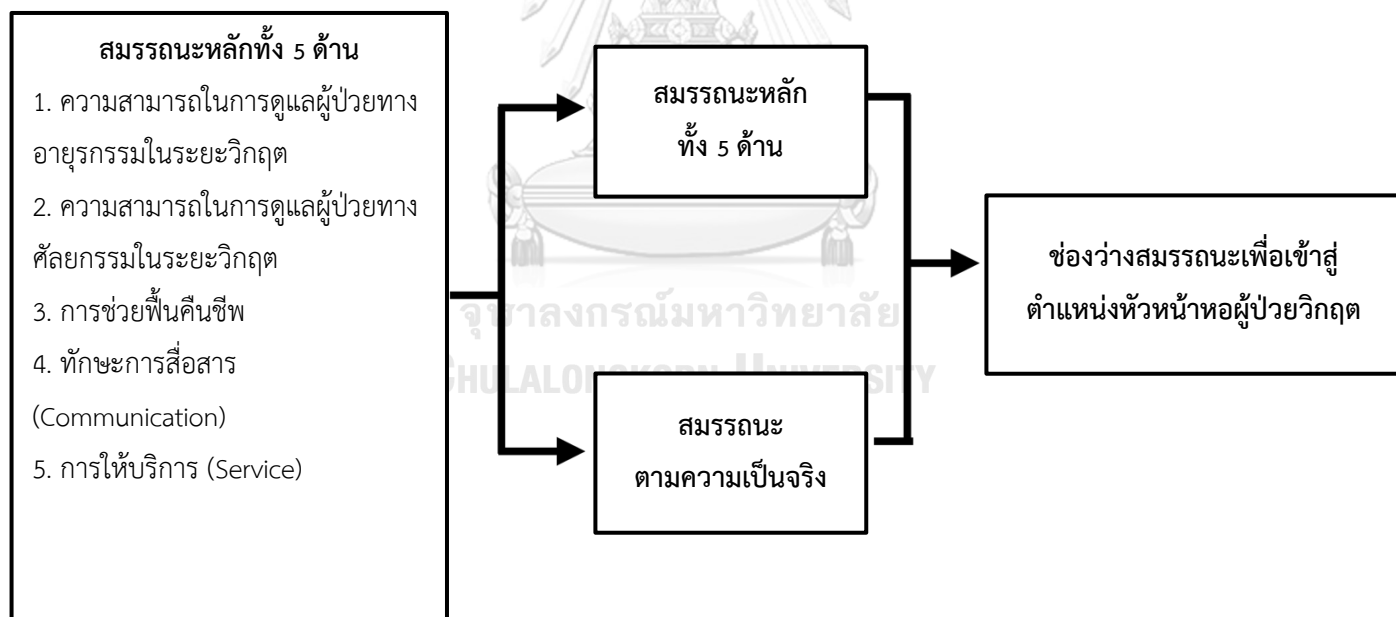 สมรรถนะหลักทั้ง 5 ด้าน
1. ความสามารถในการดูแลผู้ป่วยทาง
อายุรกรรมในระยะวิกฤต
2. ความสามารถในการดูแลผู้ป่วยทาง
ศัลยกรรมในระยะวิกฤต
3. การช่วยฟื้นคืนชีพ
4. ทักษะการสื่อสาร
(Communication)
5. การให้บริการ (Service)
สมรรถนะหลัก
ทั้ง 5 ด้าน
สมรรถนะ
ตามความเป็นจริง
ช่องว่างสมรรถนะเพื่อเข้าสู่
ตำแหน่งหัวหน้าหอผู้ป่วยวิกฤต
จุฬาลงกรณ์มหาวิทยาลัย
CHULALONGKORN UNIVERSITY